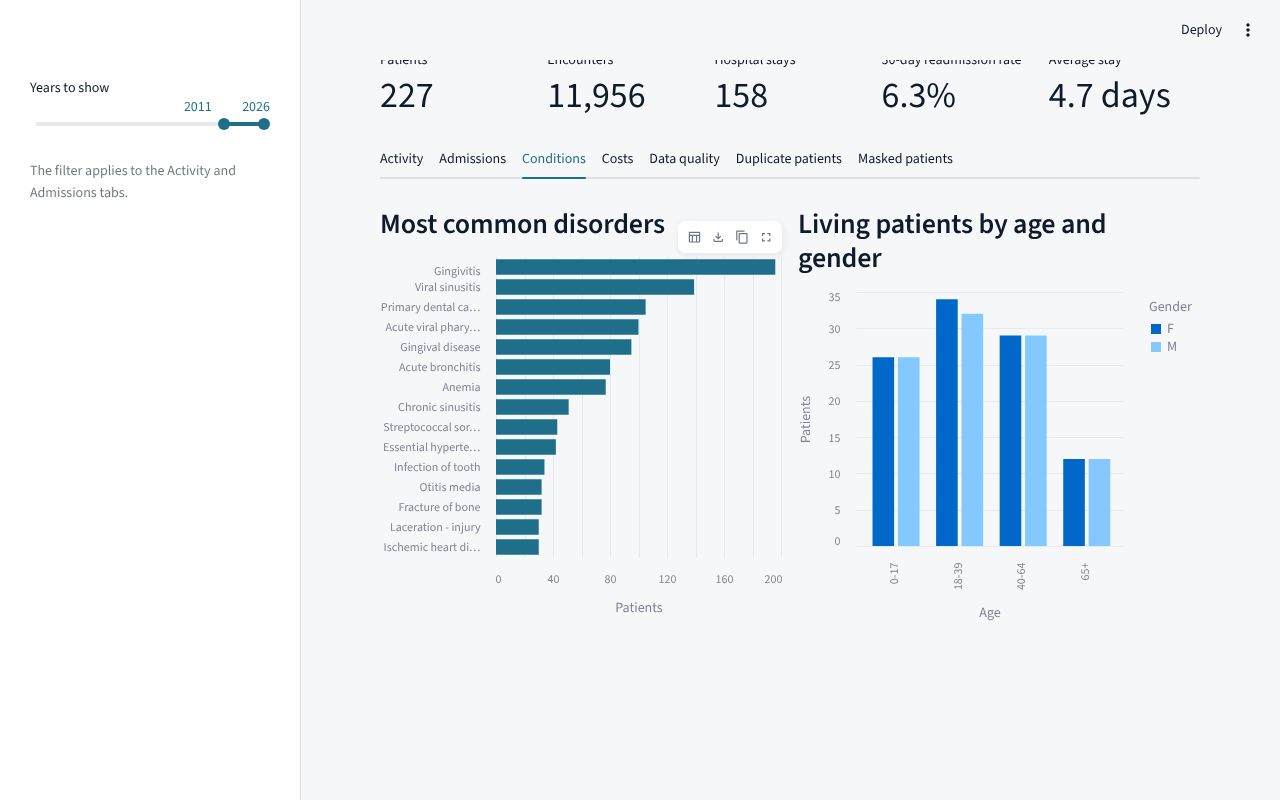 Deploy
Years to show
2011 2026
The filter applies to the Activity and
Admissions tabs.
Patients Encounters Hospital stays 30-day readmission rate Average stay
227 11,956 158 6.3% 4.7 days
Activity Admissions Conditions Costs Data quality Duplicate patients Masked patients
Most common disorders
Gingivitis
Viral sinusitis
Primary dental ca…
Acute viral phary…
Gingival disease
Acute bronchitis
Anemia
Chronic sinusitis
Streptococcal sor…
Essential hyperte…
Infection of tooth
Otitis media
Fracture of bone
Laceration - injury
Ischemic heart di…
0 40 80 120 160 200
Patients
Living patients by age and
gender
35
30
25
20
15
10
5
0
Patients
0-17 18-39 40-64 65+
Age
Gender
F
M